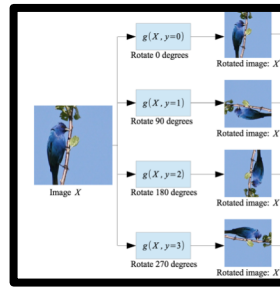 g(X, y=0)
Rotate 0 degrees
Rotated image: X
g(X, y=1)
Rotate 90 degrees
Rotated image: X
Image X
g(X, y=2)
Rotate 180 degrees
Rotated image: X
g(X, y=3)
Rotate 270 degrees
Rotated image: X